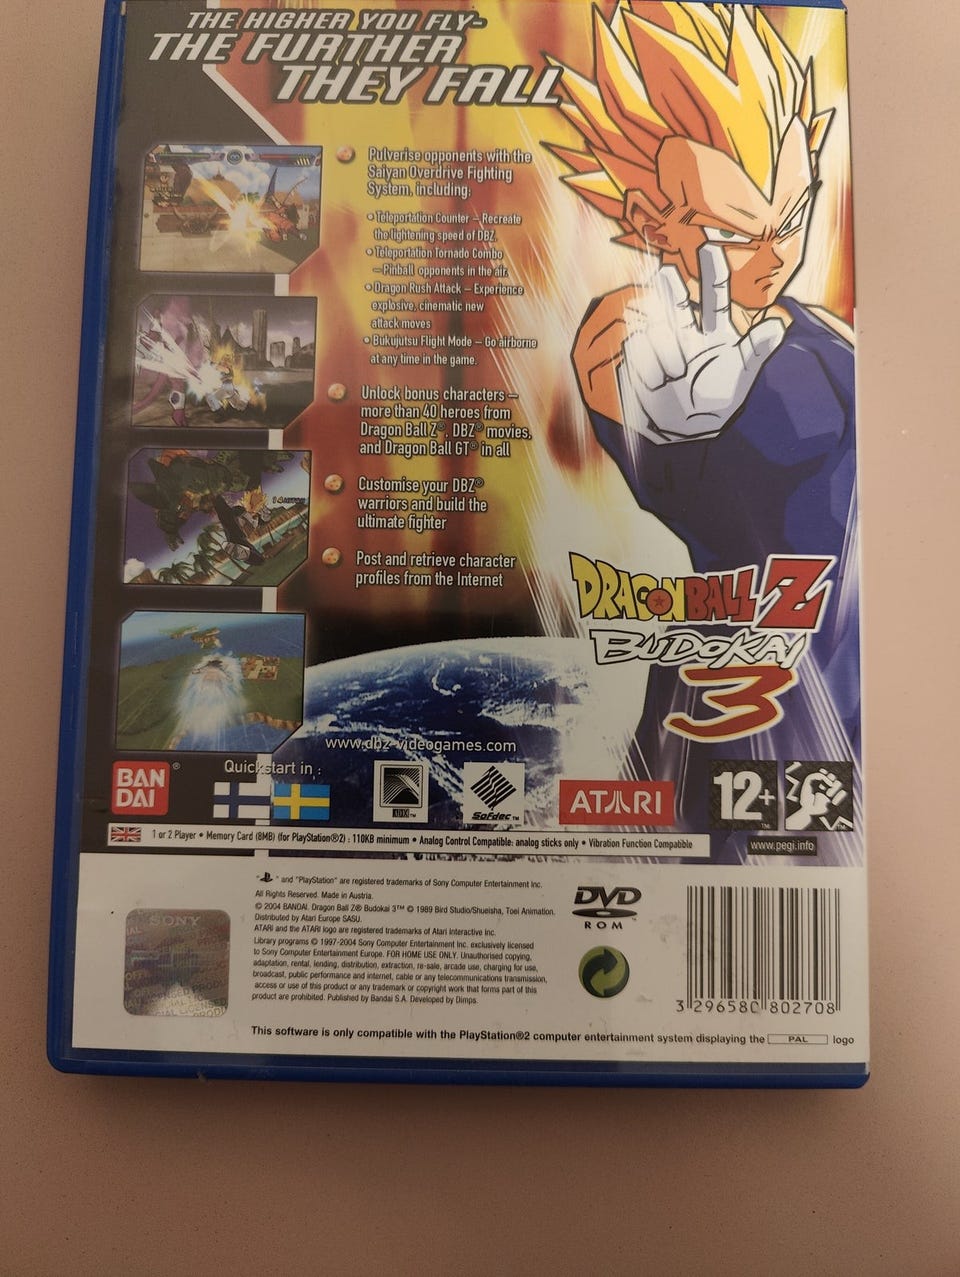 THE HIGHER YOU FLY-
THE FURTHER
THEY FALL
Pulverise opponents with the
Saiyan Overdrive Fighting
System, including:
• Teleportation Counter – Recreate
the lightening speed of DBZ.
• Teleportation Tornado Combo
– Pinball opponents in the air.
• Dragon Rush Attack – Experience
explosive, cinematic new
attack moves
• Bukujutsu Flight Mode – Go airborne
at any time in the game.
Unlock bonus characters –
more than 40 heroes from
Dragon Ball Z®, DBZ® movies,
and Dragon Ball GT® in all
Customise your DBZ®
warriors and build the
ultimate fighter
Post and retrieve character
profiles from the Internet
DRAGON BALL Z
BUDOKAI
3
www.dbz-videogames.com
BAN
DAI
®
Quickstart in :
ADX™
Sofdec™
ATARI
12+™
www.pegi.info
1 or 2 Player • Memory Card (8MB) (for PlayStation®2) : 110KB minimum • Analog Control Compatible: analog sticks only • Vibration Function Compatible
" " and "PlayStation" are registered trademarks of Sony Computer Entertainment Inc.
All Rights Reserved. Made in Austria.
© 2004 BANDAI. Dragon Ball Z® Budokai 3™ © 1989 Bird Studio/Shueisha, Toei Animation.
Distributed by Atari Europe SASU.
ATARI and the ATARI logo are registered trademarks of Atari Interactive Inc.
Library programs © 1997-2004 Sony Computer Entertainment Inc. exclusively licensed
to Sony Computer Entertainment Europe. FOR HOME USE ONLY. Unauthorised copying,
adaptation, rental, lending, distribution, extraction, re-sale, arcade use, charging for use,
broadcast, public performance and internet, cable or any telecommunications transmission,
access or use of this product or any trademark or copyright work that forms part of this
product are prohibited. Published by Bandai S.A. Developed by Dimps.
DVD
ROM
SONY
3 296580 802708
This software is only compatible with the PlayStation®2 computer entertainment system displaying the PAL logo